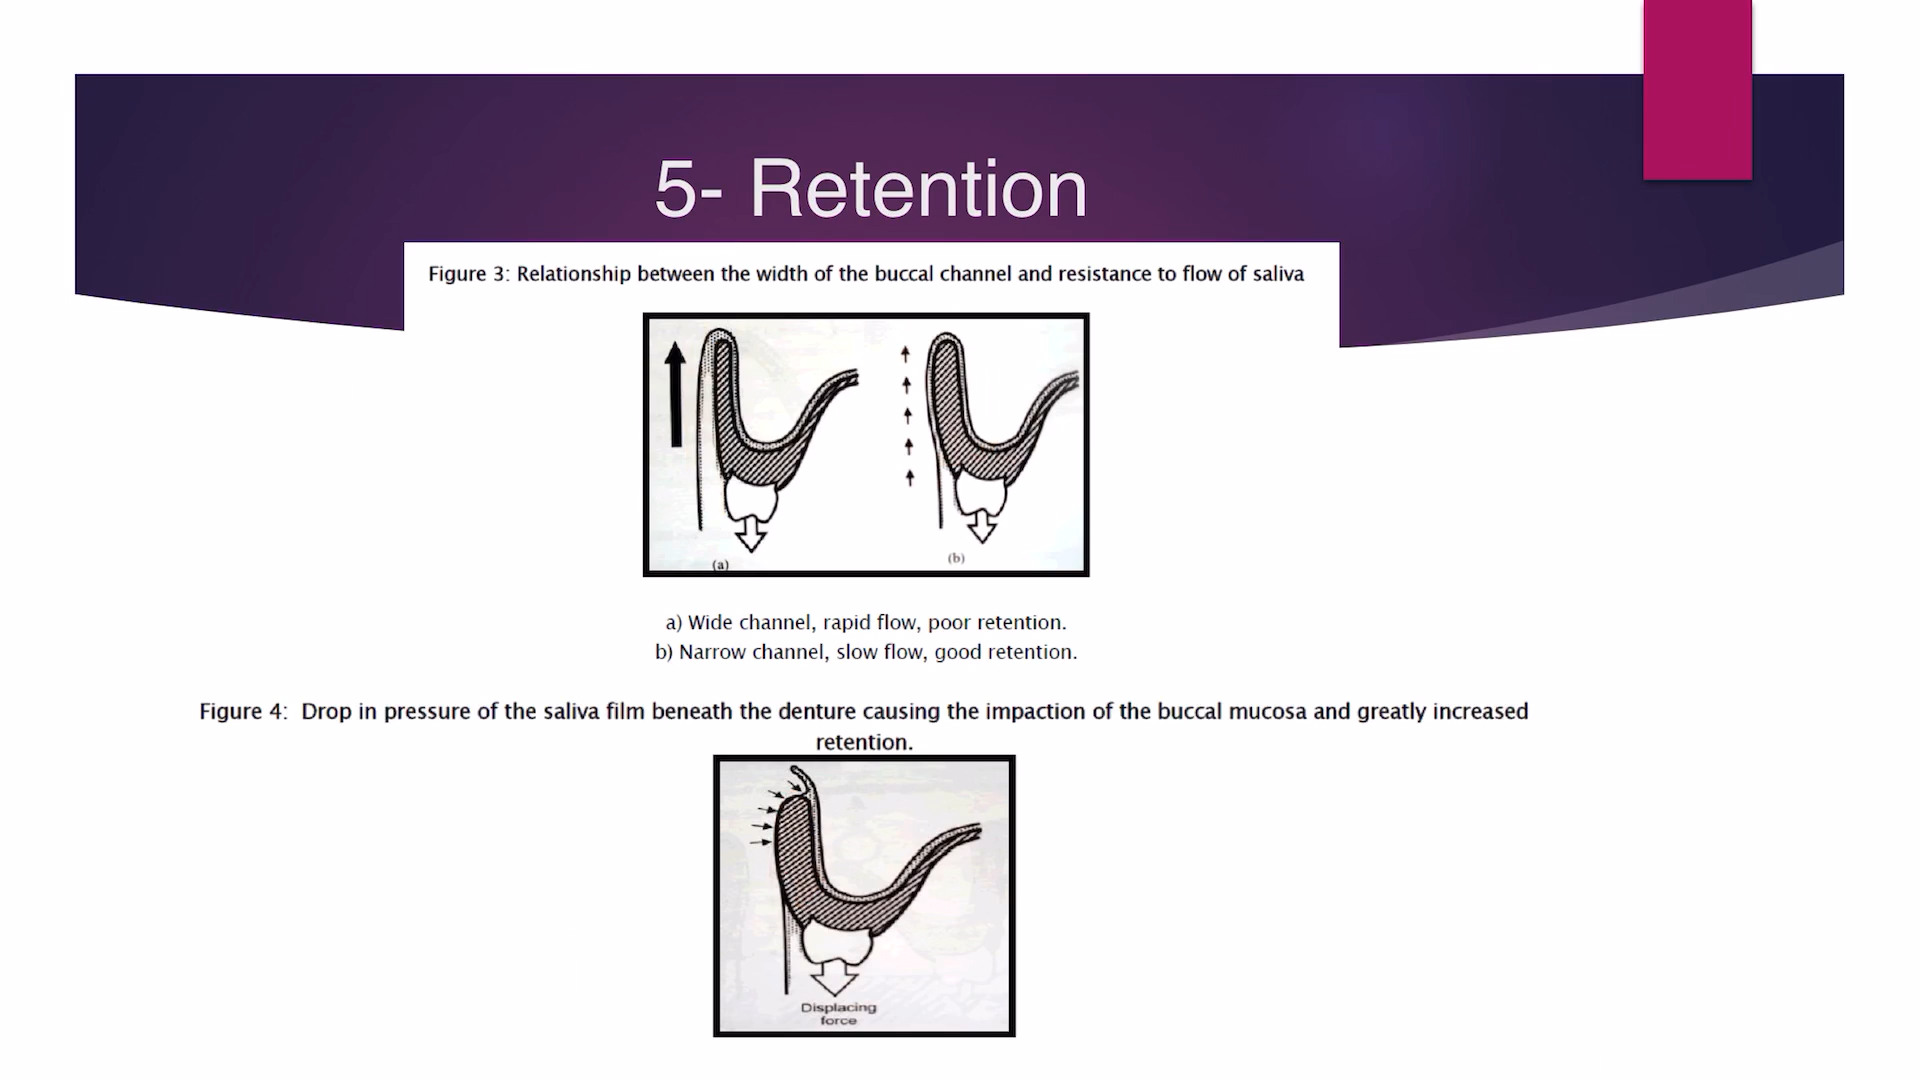 5- Retention
Figure 3: Relationship between the width of the buccal channel and resistance to flow of saliva
(a)
(b)
a) Wide channel, rapid flow, poor retention.
b) Narrow channel, slow flow, good retention.
Figure 4:  Drop in pressure of the saliva film beneath the denture causing the impaction of the buccal mucosa and greatly increased
retention.
Displacing
force